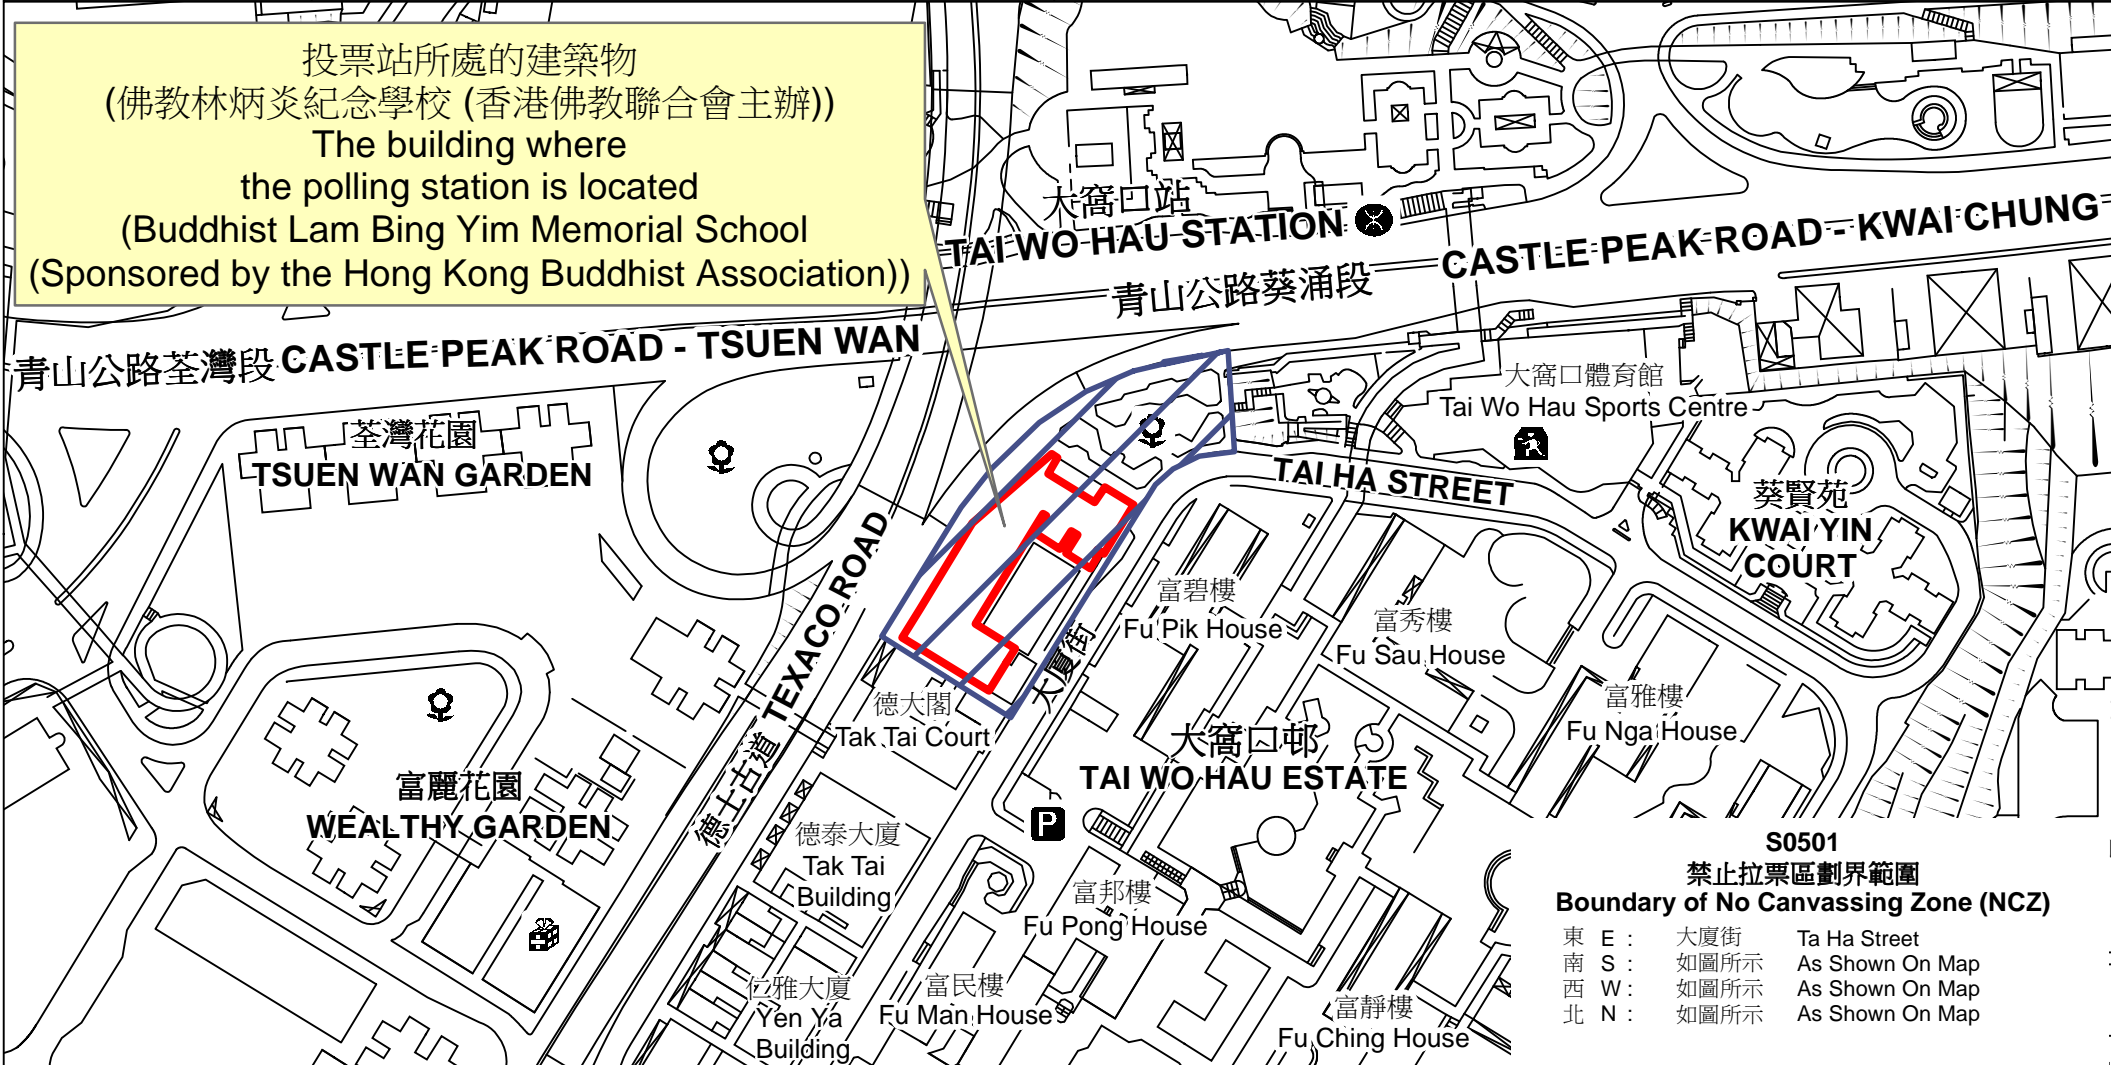 投票站所處的建築物
(佛教林炳炎紀念學校 (香港佛教聯合會主辦))
The building where
the polling station is located
(Buddhist Lam Bing Yim Memorial School
(Sponsored by the Hong Kong Buddhist Association))
大窩口站
TAI WO HAU STATION
CASTLE PEAK ROAD - KWAI CHUNG
青山公路葵涌段
青山公路荃灣段 CASTLE PEAK ROAD - TSUEN WAN
大窩口體育館
Tai Wo Hau Sports Centre
荃灣花園
TSUEN WAN GARDEN
TAI HA STREET
葵賢苑
KWAI YIN
COURT
德士古道 TEXACO ROAD
大廈街
富碧樓
Fu Pik House
富秀樓
Fu Sau House
富雅樓
Fu Nga House
德大閣
Tak Tai Court
大窩口邨
TAI WO HAU ESTATE
富麗花園
WEALTHY GARDEN
P
德泰大廈
Tak Tai
Building
富邦樓
Fu Pong House
仁雅大廈
Yen Ya
Building
富民樓
Fu Man House
富靜樓
Fu Ching House
S0501
禁止拉票區劃界範圍
Boundary of No Canvassing Zone (NCZ)
東 E : 大廈街 Ta Ha Street
南 S : 如圖所示 As Shown On Map
西 W : 如圖所示 As Shown On Map
北 N : 如圖所示 As Shown On Map